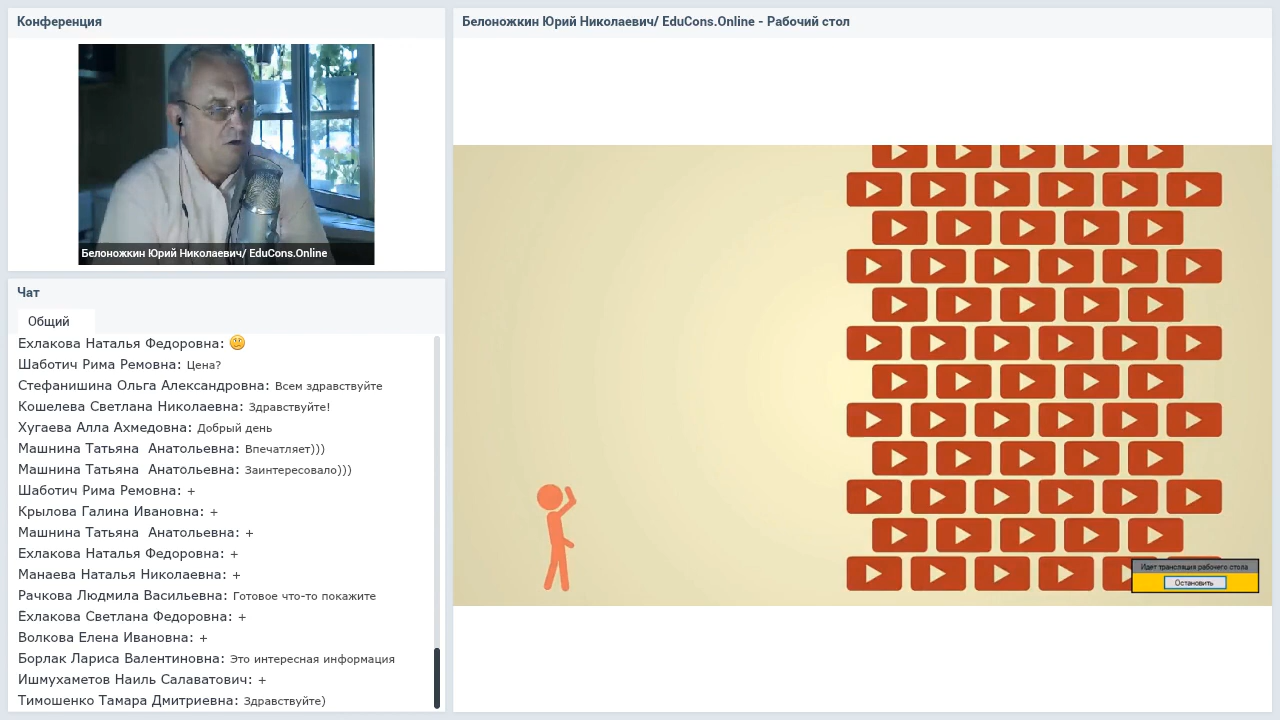 Конференция
Белоножкин Юрий Николаевич/ EduCons.Online
Чат
Общий
Ехлакова Наталья Федоровна:
Шаботич Рима Ремовна: Цена?
Стефанишина Ольга Александровна: Всем здравствуйте
Кошелева Светлана Николаевна: Здравствуйте!
Хугаева Алла Ахмедовна: Добрый день
Машнина Татьяна  Анатольевна: Впечатляет)))
Машнина Татьяна  Анатольевна: Заинтересовало)))
Шаботич Рима Ремовна: +
Крылова Галина Ивановна: +
Машнина Татьяна  Анатольевна: +
Ехлакова Наталья Федоровна: +
Манаева Наталья Николаевна: +
Рачкова Людмила Васильевна: Готовое что-то покажите
Ехлакова Светлана Федоровна: +
Волкова Елена Ивановна: +
Борлак Лариса Валентиновна: Это интересная информация
Ишмухаметов Наиль Салаватович: +
Тимошенко Тамара Дмитриевна: Здравствуйте)
Белоножкин Юрий Николаевич/ EduCons.Online - Рабочий стол
Идет трансляция рабочего стола
Остановить